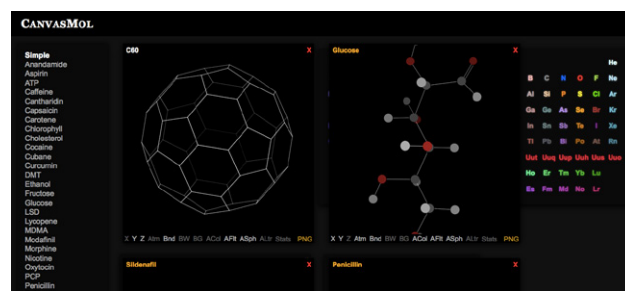 CANVASMOL
Simple
Anandamide
Aspirin
ATP
Caffeine
Cantharidin
Capsaicin
Carotene
Chlorophyll
Cholesterol
Cocaine
Cubane
Curcumin
DMT
Ethanol
Fructose
Glucose
LSD
Lycopene
MDMA
Modafinil
Morphine
Nicotine
Oxytocin
PCP
Penicillin
C60 X
X Y Z Atm Bnd BW BG ACol AFlt ASph ALtr Stats PNG
Glucose X
X Y Z Atm Bnd BW BG ACol AFlt ASph ALtr Stats PNG
Sildenafil X
Penicillin X
He
B C N O F Ne
Al Si P S Cl Ar
Ga Ge As Se Br Kr
In Sn Sb Te I Xe
Tl Pb Bi Po At Rn
Uut Uuq Uup Uuh Uus Uuo
Ho Er Tm Yb Lu
Es Fm Md No Lr